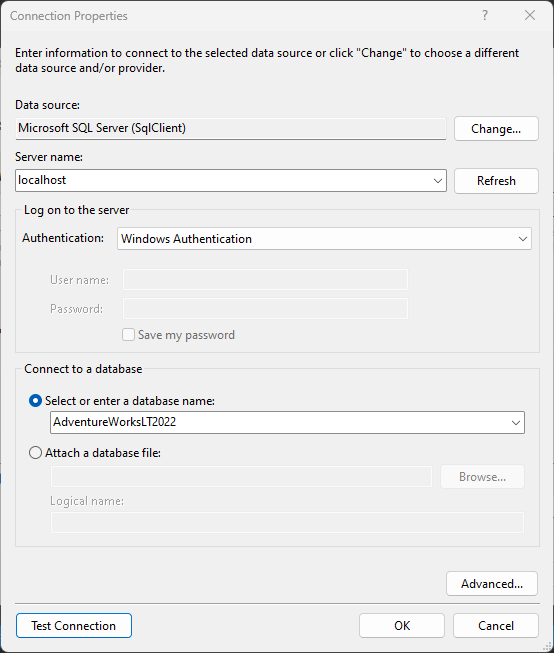 Connection Properties
?
Enter information to connect to the selected data source or click "Change" to choose a different
data source and/or provider.
Data source:
Microsoft SQL Server (SqlClient)
Change...
Server name:
localhost
Refresh
Log on to the server
Authentication:
Windows Authentication
User name:
Password:
Save my password
Connect to a database
Select or enter a database name:
AdventureWorksLT2022
Attach a database file:
Browse...
Logical name:
Advanced...
Test Connection
OK
Cancel